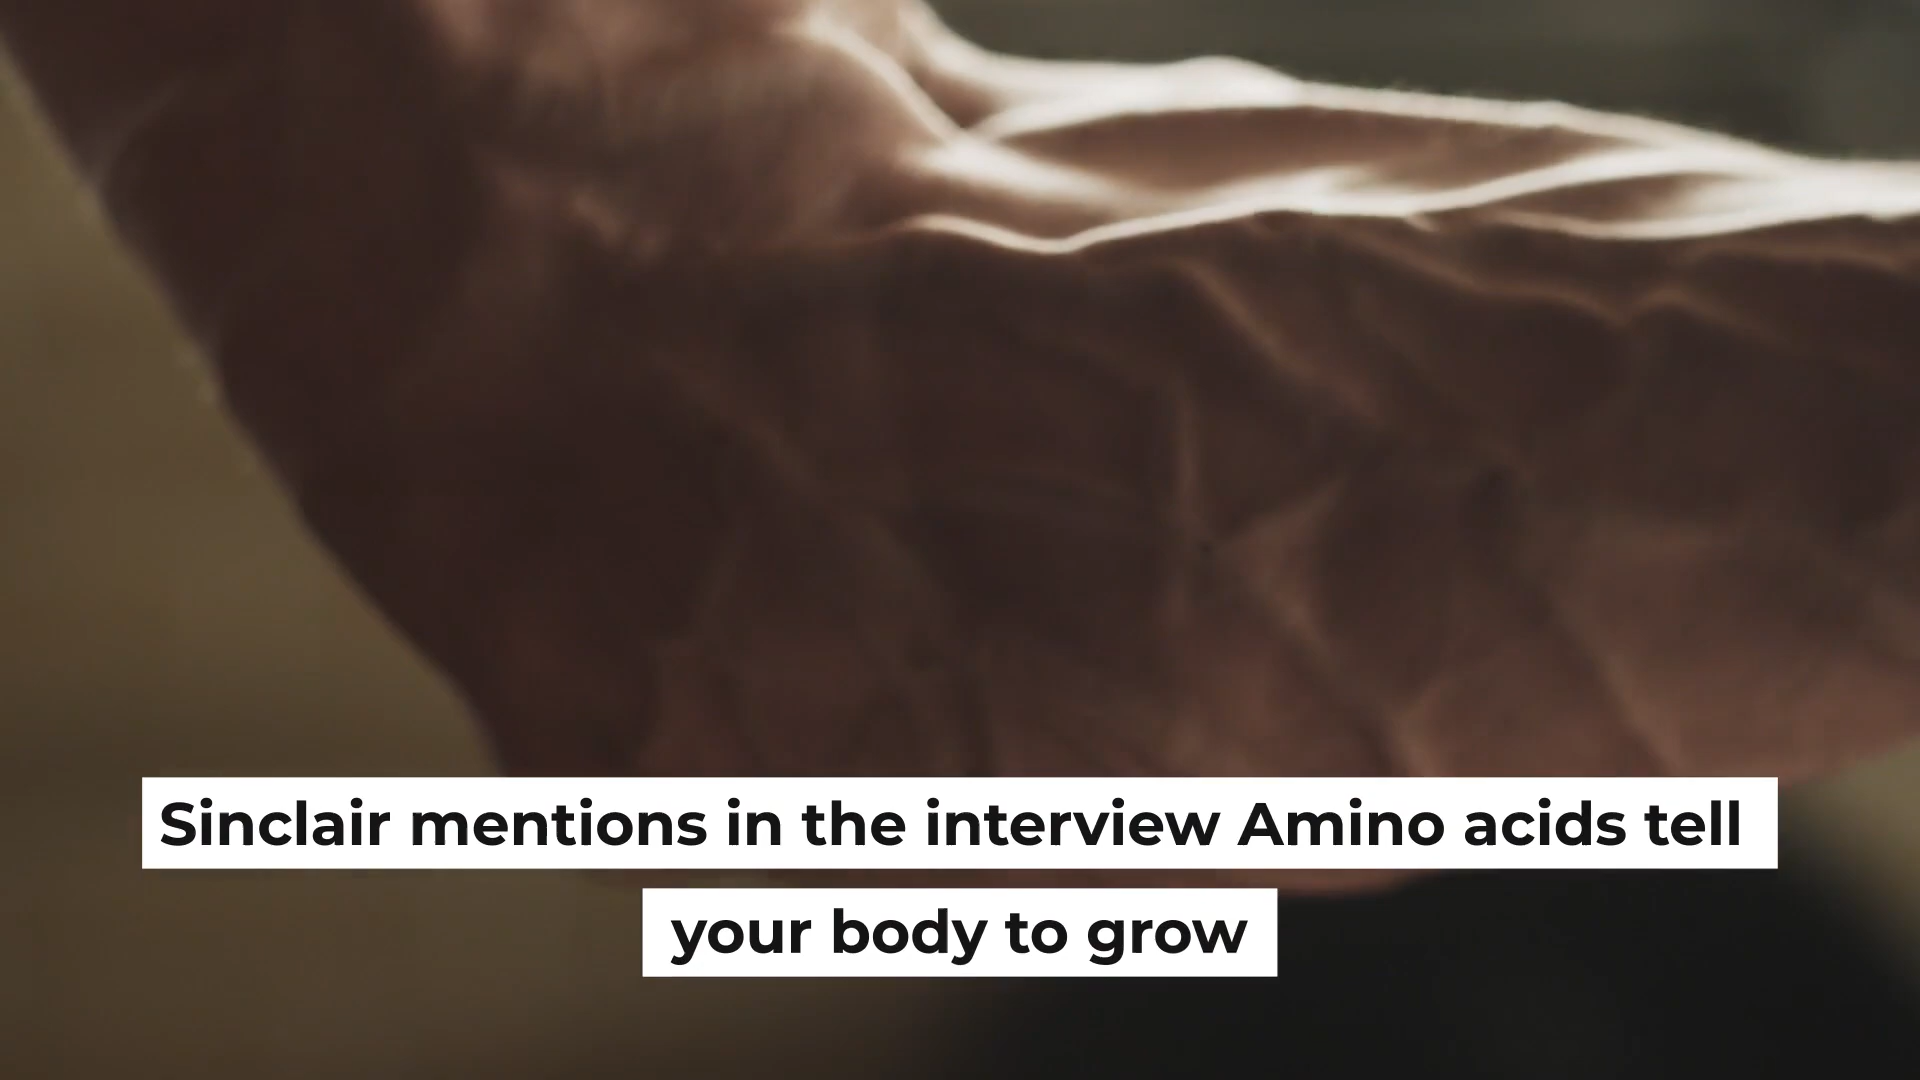 Sinclair mentions in the interview Amino acids tell
your body to grow